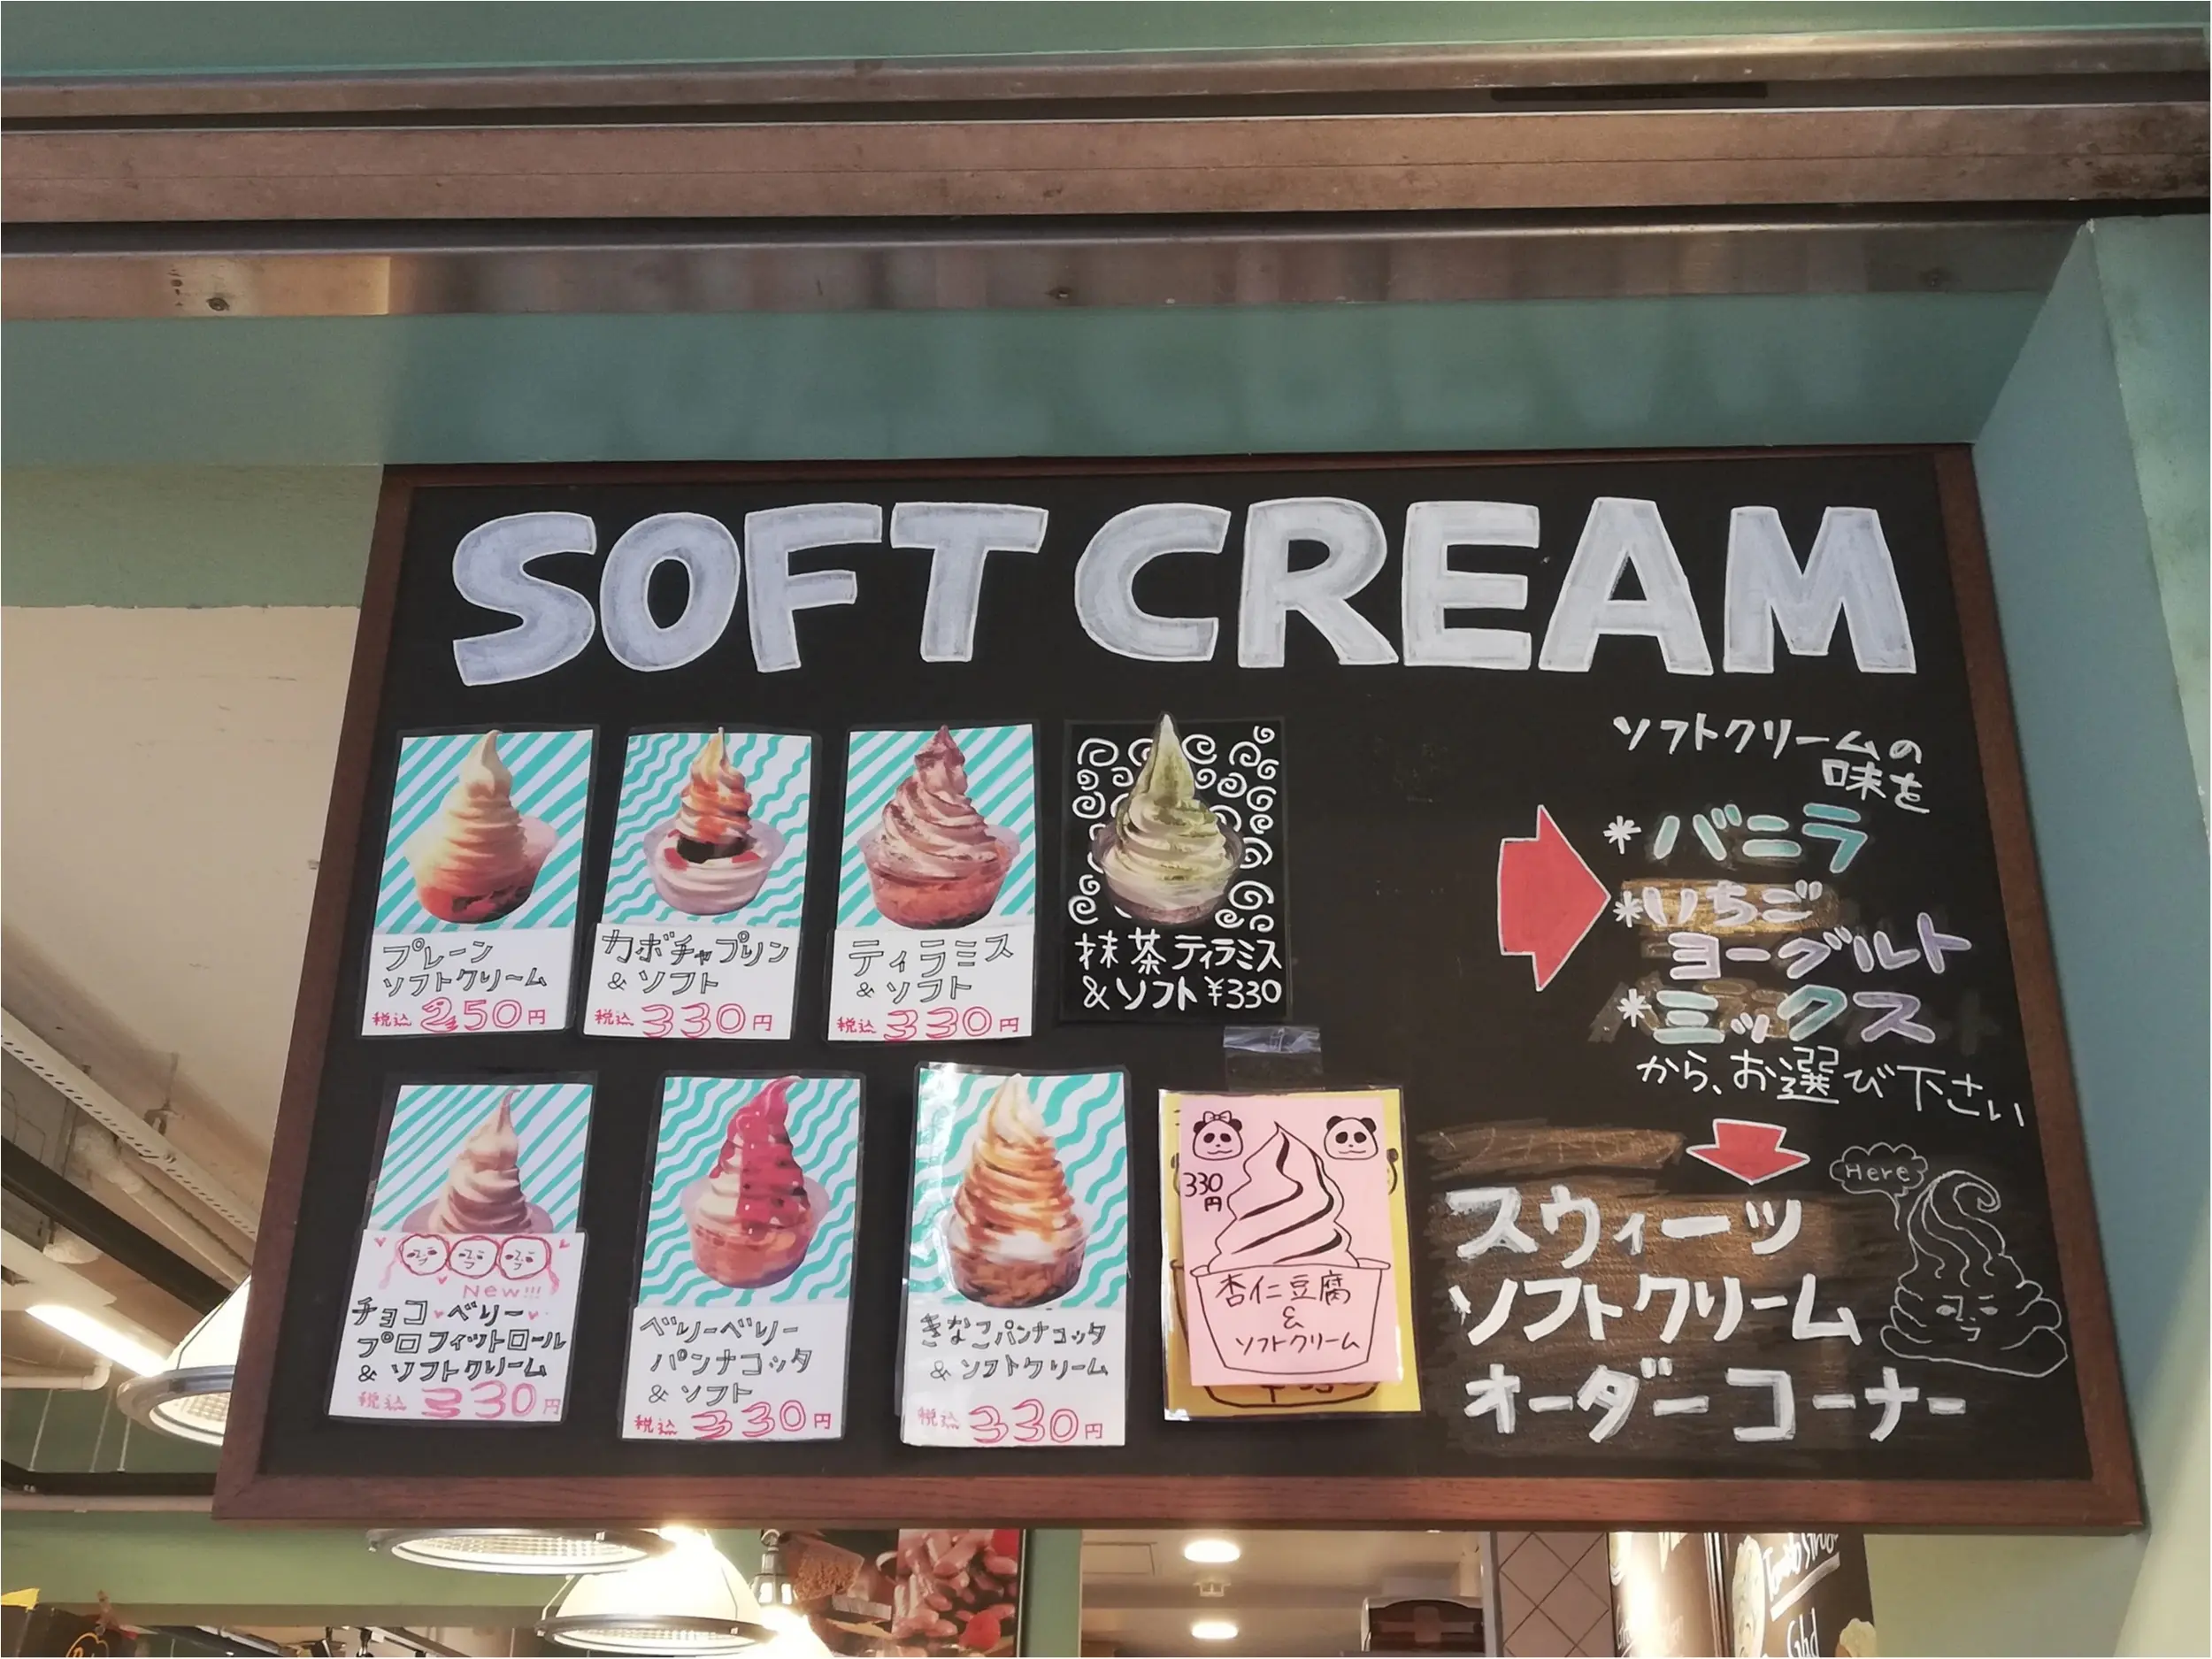 SOFT CREAM
プレーン
ソフトクリーム
税込 250円
カボチャプリン
& ソフト
税込 330円
ティラミス
& ソフト
税込 330円
抹茶ティラミス
& ソフト ¥330
ソフトクリームの
味を
*バニラ
*いちご
ヨーグルト
*ミックス
から、お選び下さい
New!!!
チョコ♥ベリー♥
プロフィットロール
& ソフトクリーム
税込 330円
ベリーベリー
パンナコッタ
& ソフト
税込 330円
きなこパンナコッタ
& ソフトクリーム
税込 330円
330
円
杏仁豆腐
&
ソフトクリーム
Here
スウィーツ
ソフトクリーム
オーダーコーナー